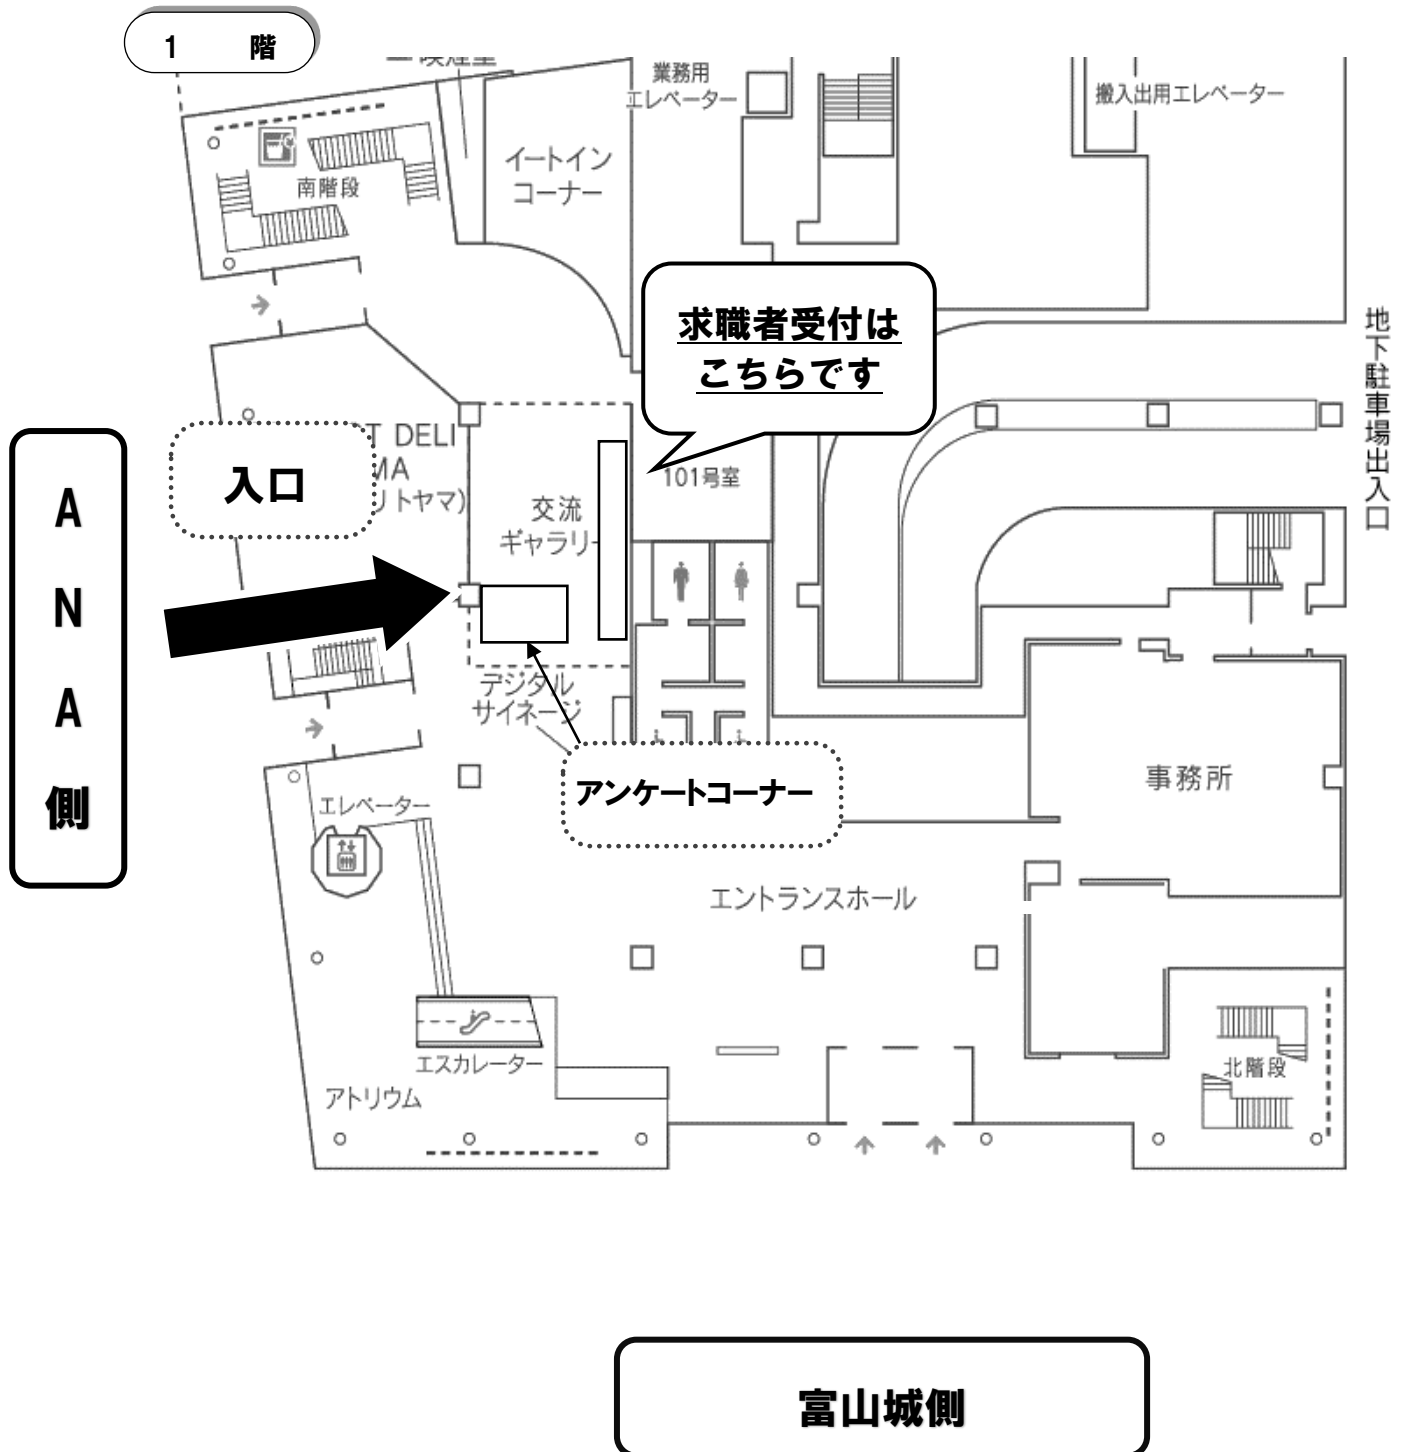 1 階
業務用
エレベーター
搬入出用エレベーター
イートイン
コーナー
南階段
求職者受付は
こちらです
地下駐車場出入口
T DELI
MA
リトヤマ)
入口
101号室
交流
ギャラリー
ANA側
デジタル
サイネージ
アンケートコーナー
事務所
エレベーター
エントランスホール
エスカレーター
アトリウム
北階段
富山城側